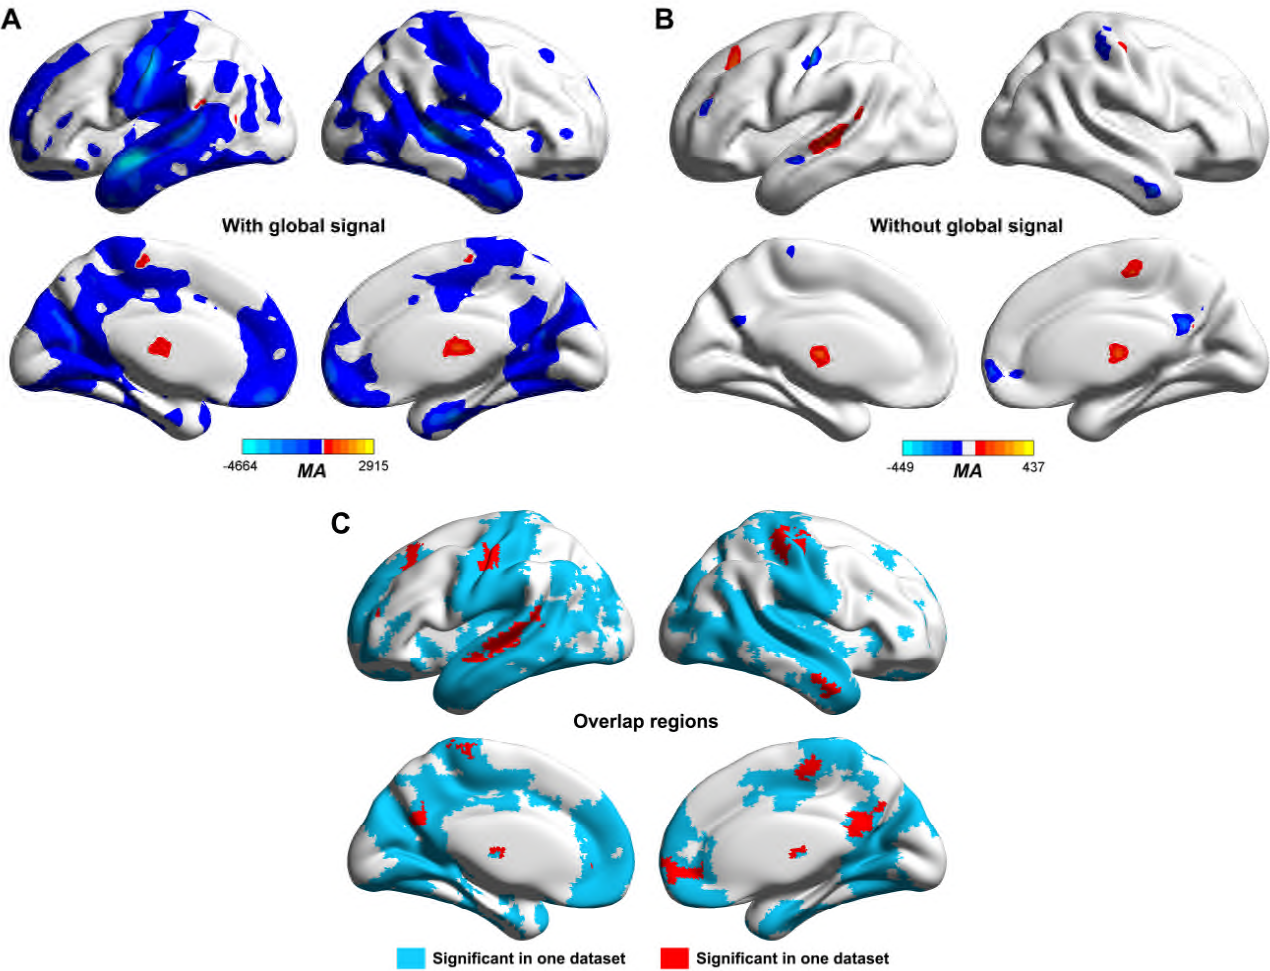 A
B
With global signal
Without global signal
-4664 MA 2915
-449 MA 437
C
Overlap regions
Significant in one dataset
Significant in one dataset